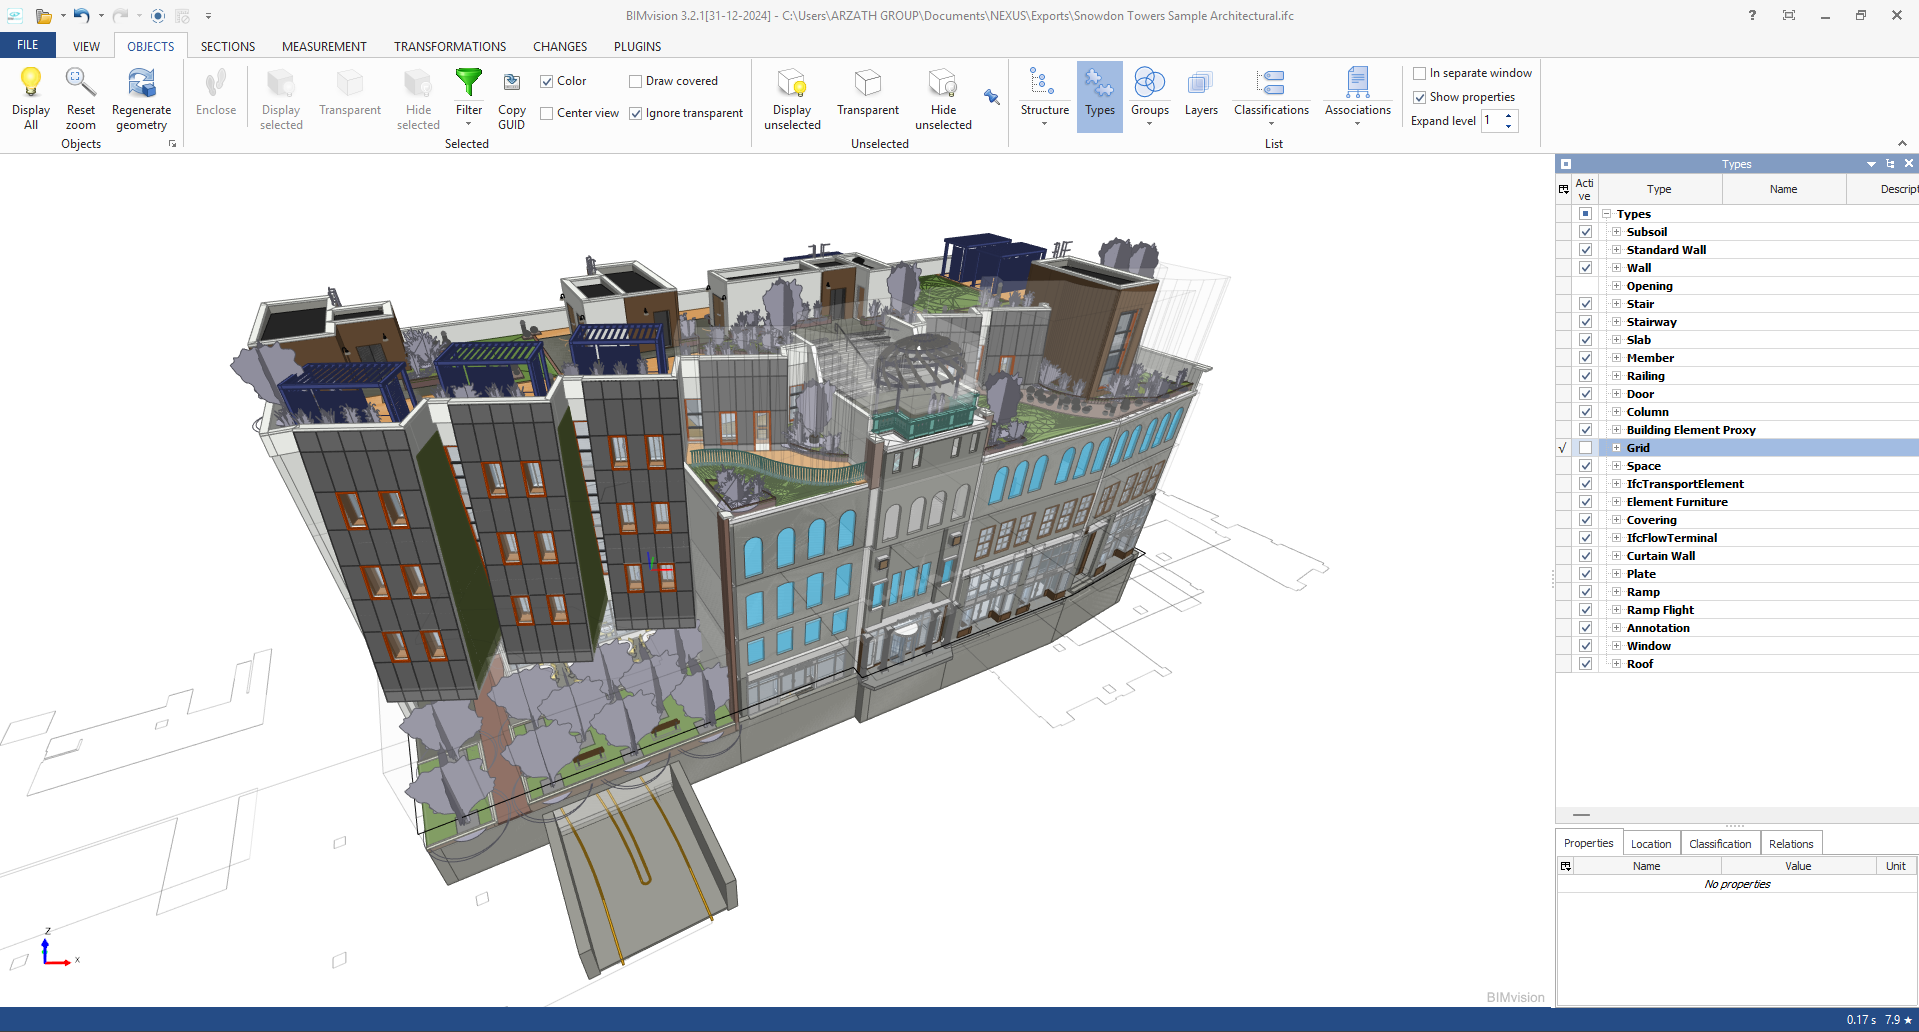 BIMvision 3.2.1[31-12-2024] - C:\Users\ARZATH GROUP\Documents\NEXUS\Exports\Snowdon Towers Sample Architectural.ifc
FILE VIEW OBJECTS SECTIONS MEASUREMENT TRANSFORMATIONS CHANGES PLUGINS
Display All
Reset zoom
Regenerate geometry
Objects
Enclose
Display selected
Transparent
Hide selected
Filter
Copy GUID
Color
Center view
Draw covered
Ignore transparent
Selected
Display unselected
Transparent
Hide unselected
Unselected
Structure
Types
Groups
Layers
Classifications
Associations
In separate window
Show properties
Expand level 1
List
Types
Acti
ve
Type Name Descript
Types
Subsoil
Standard Wall
Wall
Opening
Stair
Stairway
Slab
Member
Railing
Door
Column
Building Element Proxy
Grid
Space
IfcTransportElement
Element Furniture
Covering
IfcFlowTerminal
Curtain Wall
Plate
Ramp
Ramp Flight
Annotation
Window
Roof
Properties Location Classification Relations
Name Value Unit
No properties
z
x
BIMvision
0.17 s 7.9